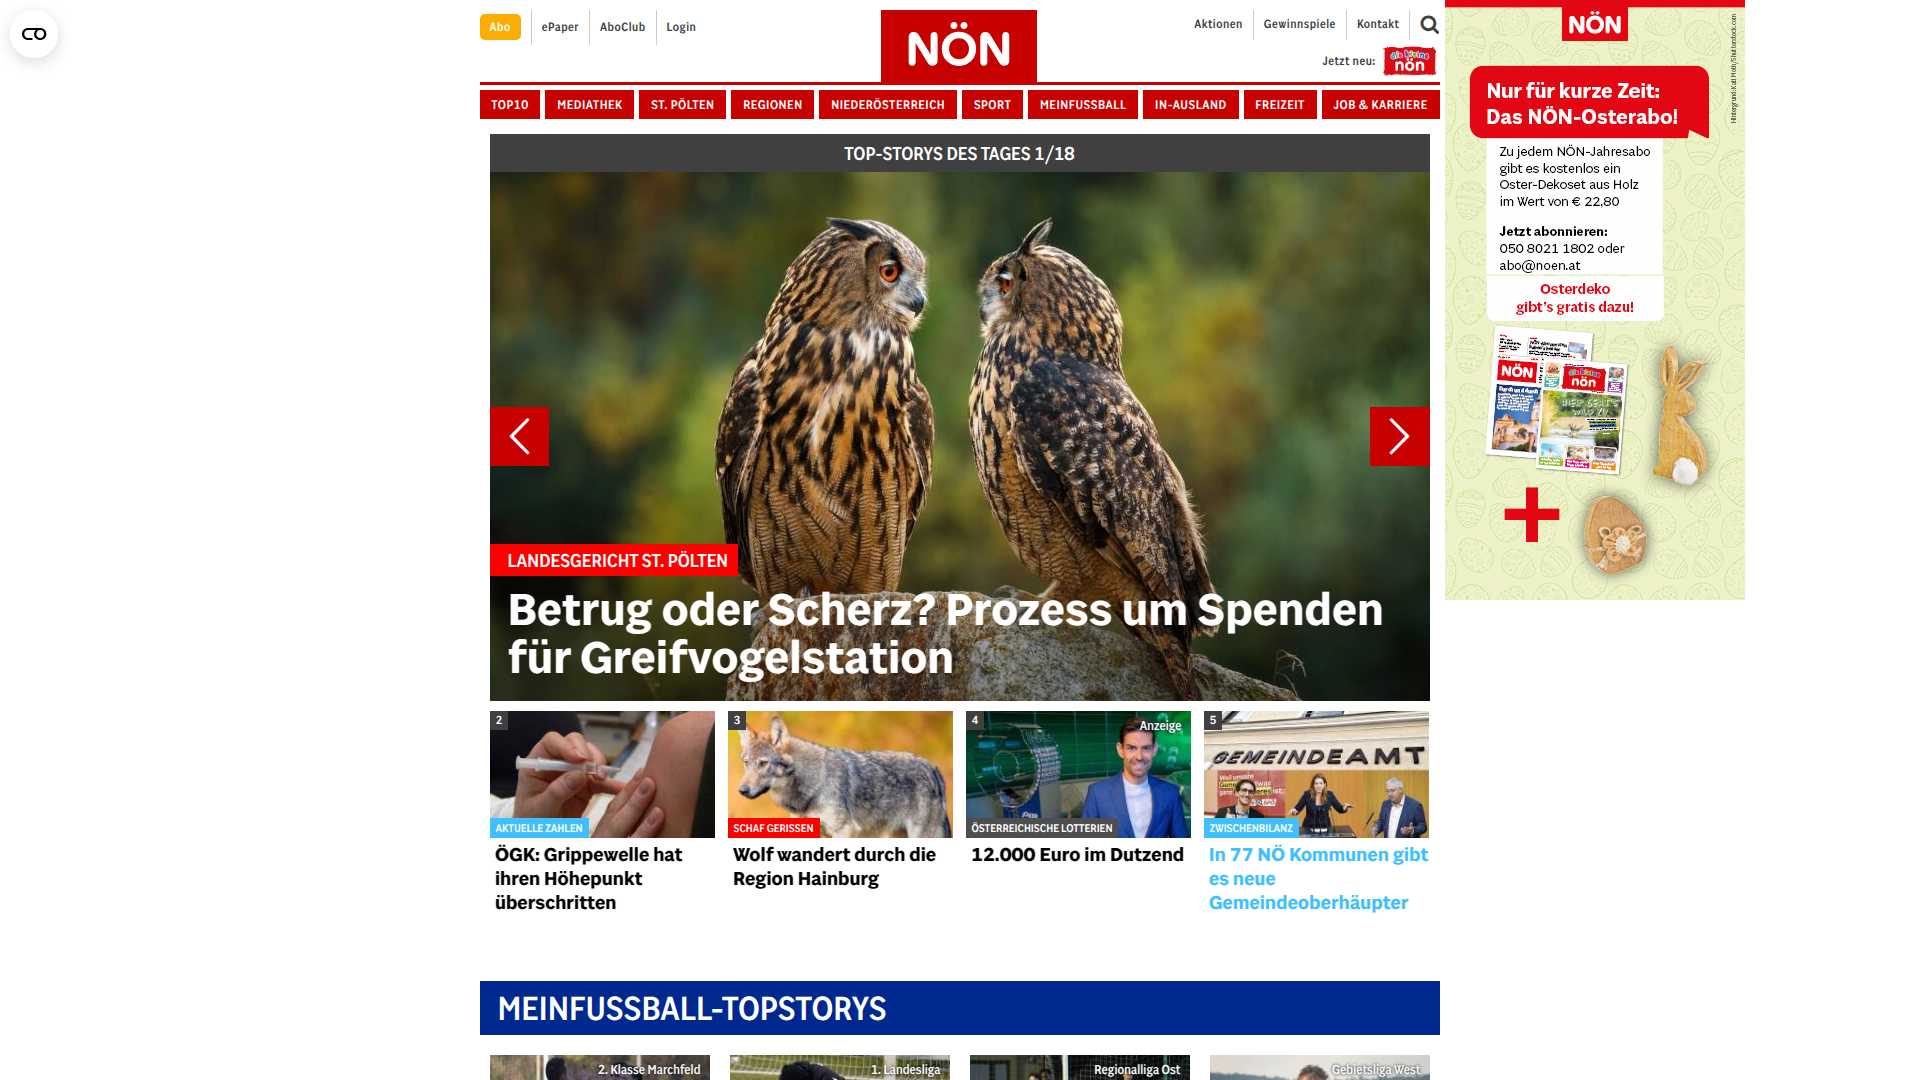 Abo
ePaper
AboClub
Login
NÖN
Aktionen
Gewinnspiele
Kontakt
Jetzt neu:
die kleine
nön
TOP10
MEDIATHEK
ST. PÖLTEN
REGIONEN
NIEDERÖSTERREICH
SPORT
MEINFUSSBALL
IN-AUSLAND
FREIZEIT
JOB & KARRIERE
TOP-STORYS DES TAGES 1/18
LANDESGERICHT ST. PÖLTEN
Betrug oder Scherz? Prozess um Spenden
für Greifvogelstation
2
AKTUELLE ZAHLEN
ÖGK: Grippewelle hat
ihren Höhepunkt
überschritten
3
SCHAF GERISSEN
Wolf wandert durch die
Region Hainburg
4
Anzeige
ÖSTERREICHISCHE LOTTERIEN
12.000 Euro im Dutzend
5
GEMEINDEAMT
ZWISCHENBILANZ
In 77 NÖ Kommunen gibt
es neue
Gemeindeoberhäupter
MEINFUSSBALL-TOPSTORYS
2. Klasse Marchfeld
1. Landesliga
Regionalliga Ost
Gebietsliga West
NÖN
Nur für kurze Zeit:
Das NÖN-Osterabo!
Zu jedem NÖN-Jahresabo
gibt es kostenlos ein
Oster-Dekoset aus Holz
im Wert von € 22,80
Jetzt abonnieren:
050 8021 1802 oder
abo@noen.at
Osterdeko
gibt's gratis dazu!
NÖN
die kleine
nön